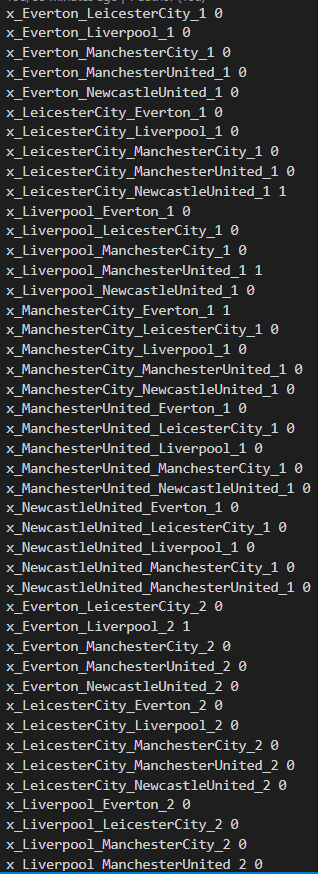 x_Everton_LeicesterCity_1 0
x_Everton_Liverpool_1 0
x_Everton_ManchesterCity_1 0
x_Everton_ManchesterUnited_1 0
x_Everton_NewcastleUnited_1 0
x_LeicesterCity_Everton_1 0
x_LeicesterCity_Liverpool_1 0
x_LeicesterCity_ManchesterCity_1 0
x_LeicesterCity_ManchesterUnited_1 0
x_LeicesterCity_NewcastleUnited_1 1
x_Liverpool_Everton_1 0
x_Liverpool_LeicesterCity_1 0
x_Liverpool_ManchesterCity_1 0
x_Liverpool_ManchesterUnited_1 1
x_Liverpool_NewcastleUnited_1 0
x_ManchesterCity_Everton_1 1
x_ManchesterCity_LeicesterCity_1 0
x_ManchesterCity_Liverpool_1 0
x_ManchesterCity_ManchesterUnited_1 0
x_ManchesterCity_NewcastleUnited_1 0
x_ManchesterUnited_Everton_1 0
x_ManchesterUnited_LeicesterCity_1 0
x_ManchesterUnited_Liverpool_1 0
x_ManchesterUnited_ManchesterCity_1 0
x_ManchesterUnited_NewcastleUnited_1 0
x_NewcastleUnited_Everton_1 0
x_NewcastleUnited_LeicesterCity_1 0
x_NewcastleUnited_Liverpool_1 0
x_NewcastleUnited_ManchesterCity_1 0
x_NewcastleUnited_ManchesterUnited_1 0
x_Everton_LeicesterCity_2 0
x_Everton_Liverpool_2 1
x_Everton_ManchesterCity_2 0
x_Everton_ManchesterUnited_2 0
x_Everton_NewcastleUnited_2 0
x_LeicesterCity_Everton_2 0
x_LeicesterCity_Liverpool_2 0
x_LeicesterCity_ManchesterCity_2 0
x_LeicesterCity_ManchesterUnited_2 0
x_LeicesterCity_NewcastleUnited_2 0
x_Liverpool_Everton_2 0
x_Liverpool_LeicesterCity_2 0
x_Liverpool_ManchesterCity_2 0
x_Liverpool_ManchesterUnited_2 0